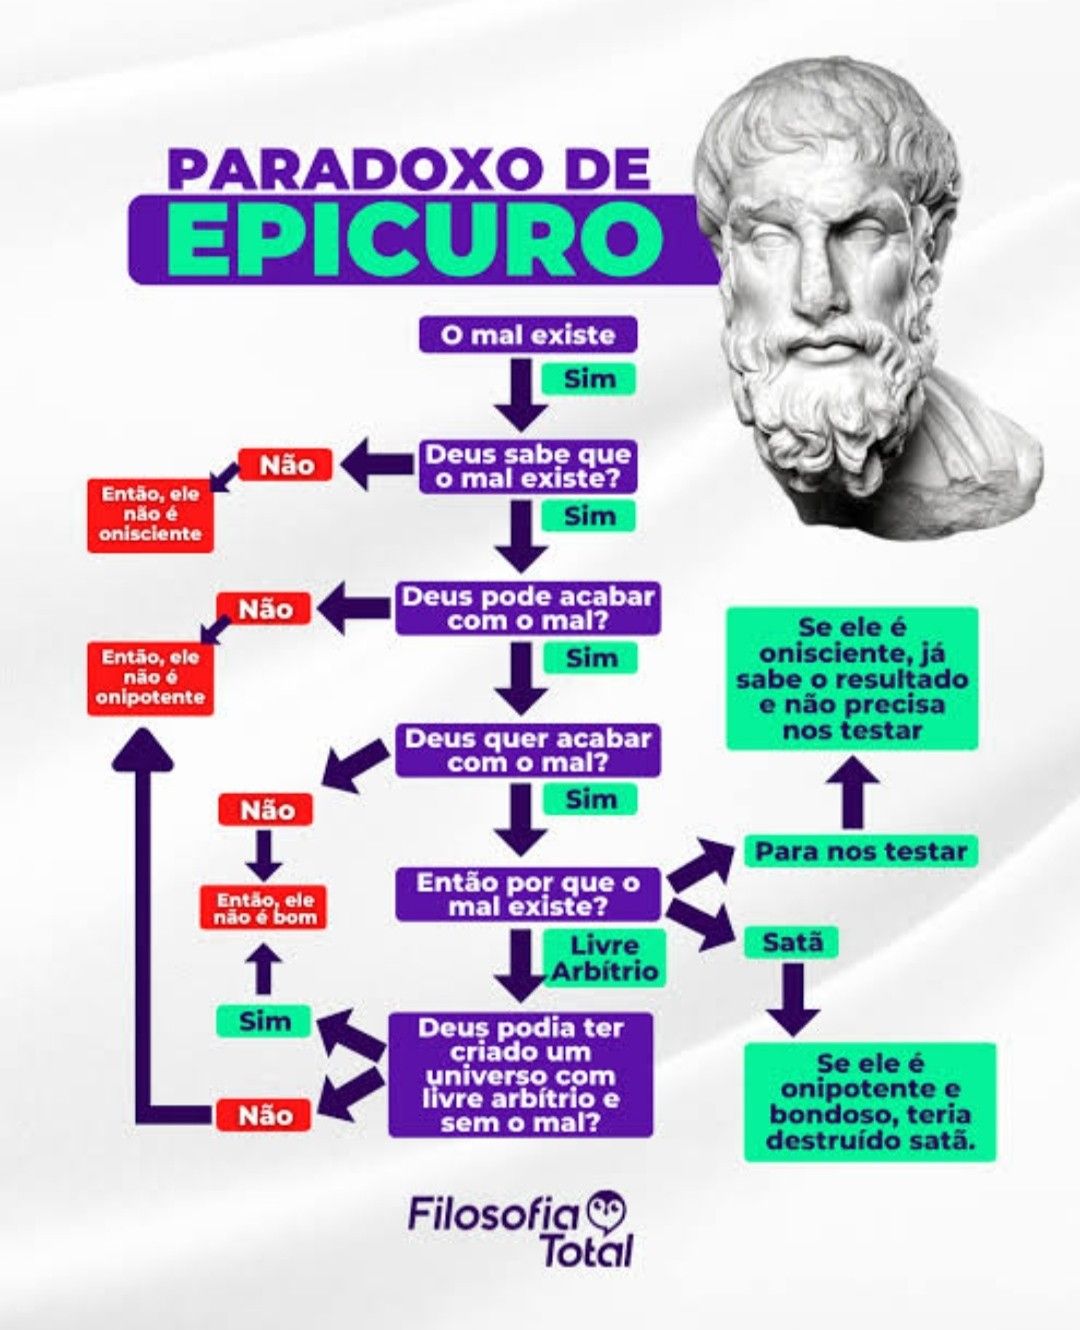 PARADOXO DE
EPICURO
O mal existe
Sim
Deus sabe que
o mal existe?
Não
Então, ele
não é
onisciente
Sim
Deus pode acabar
com o mal?
Não
Então, ele
não é
onipotente
Sim
Deus quer acabar
com o mal?
Não
Então, ele
não é bom
Sim
Então por que o
mal existe?
Para nos testar
Se ele é
onisciente, já
sabe o resultado
e não precisa
nos testar
Satã
Se ele é
onipotente e
bondoso, teria
destruído satã.
Livre
Arbítrio
Deus podia ter
criado um
universo com
livre arbítrio e
sem o mal?
Sim
Não
Filosofia
Total